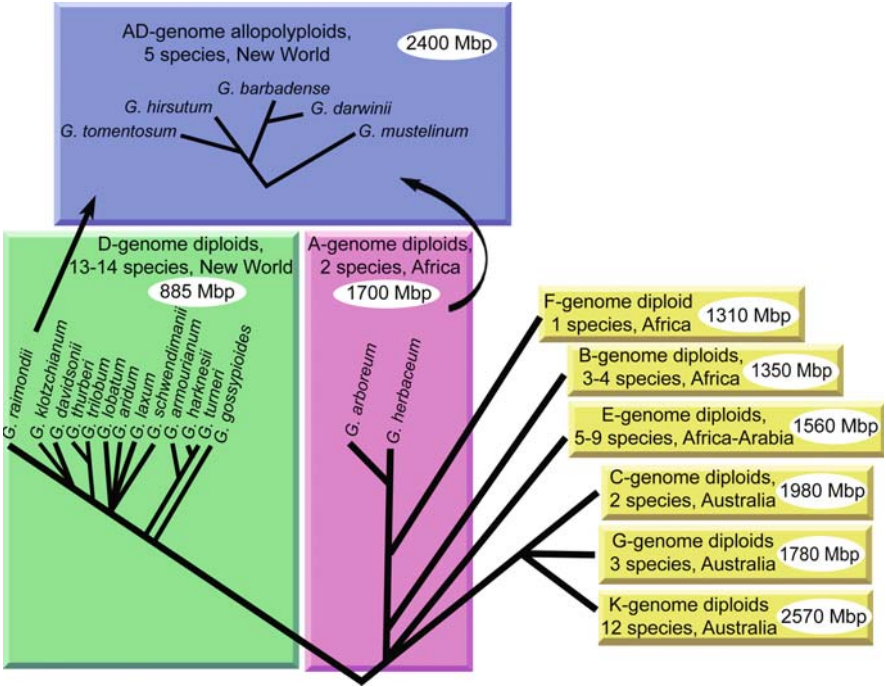 AD-genome allopolyploids,
5 species, New World
2400 Mbp
G. barbadense
G. hirsutum
G. darwinii
G. tomentosum
G. mustelinum
D-genome diploids,
13-14 species, New World
885 Mbp
A-genome diploids,
2 species, Africa
1700 Mbp
G. raimondii
G. klotzchianum
G. davidsonii
G. thurberi
G. trilobum
G. lobatum
G. aridum
G. laxum
G. schwendimanii
G. armourianum
G. harknesii
G. turneri
G. gossypioides
G. arboreum
G. herbaceum
F-genome diploid
1 species, Africa
1310 Mbp
B-genome diploids,
3-4 species, Africa
1350 Mbp
E-genome diploids,
5-9 species, Africa-Arabia
1560 Mbp
C-genome diploids,
2 species, Australia
1980 Mbp
G-genome diploids
3 species, Australia
1780 Mbp
K-genome diploids
12 species, Australia
2570 Mbp